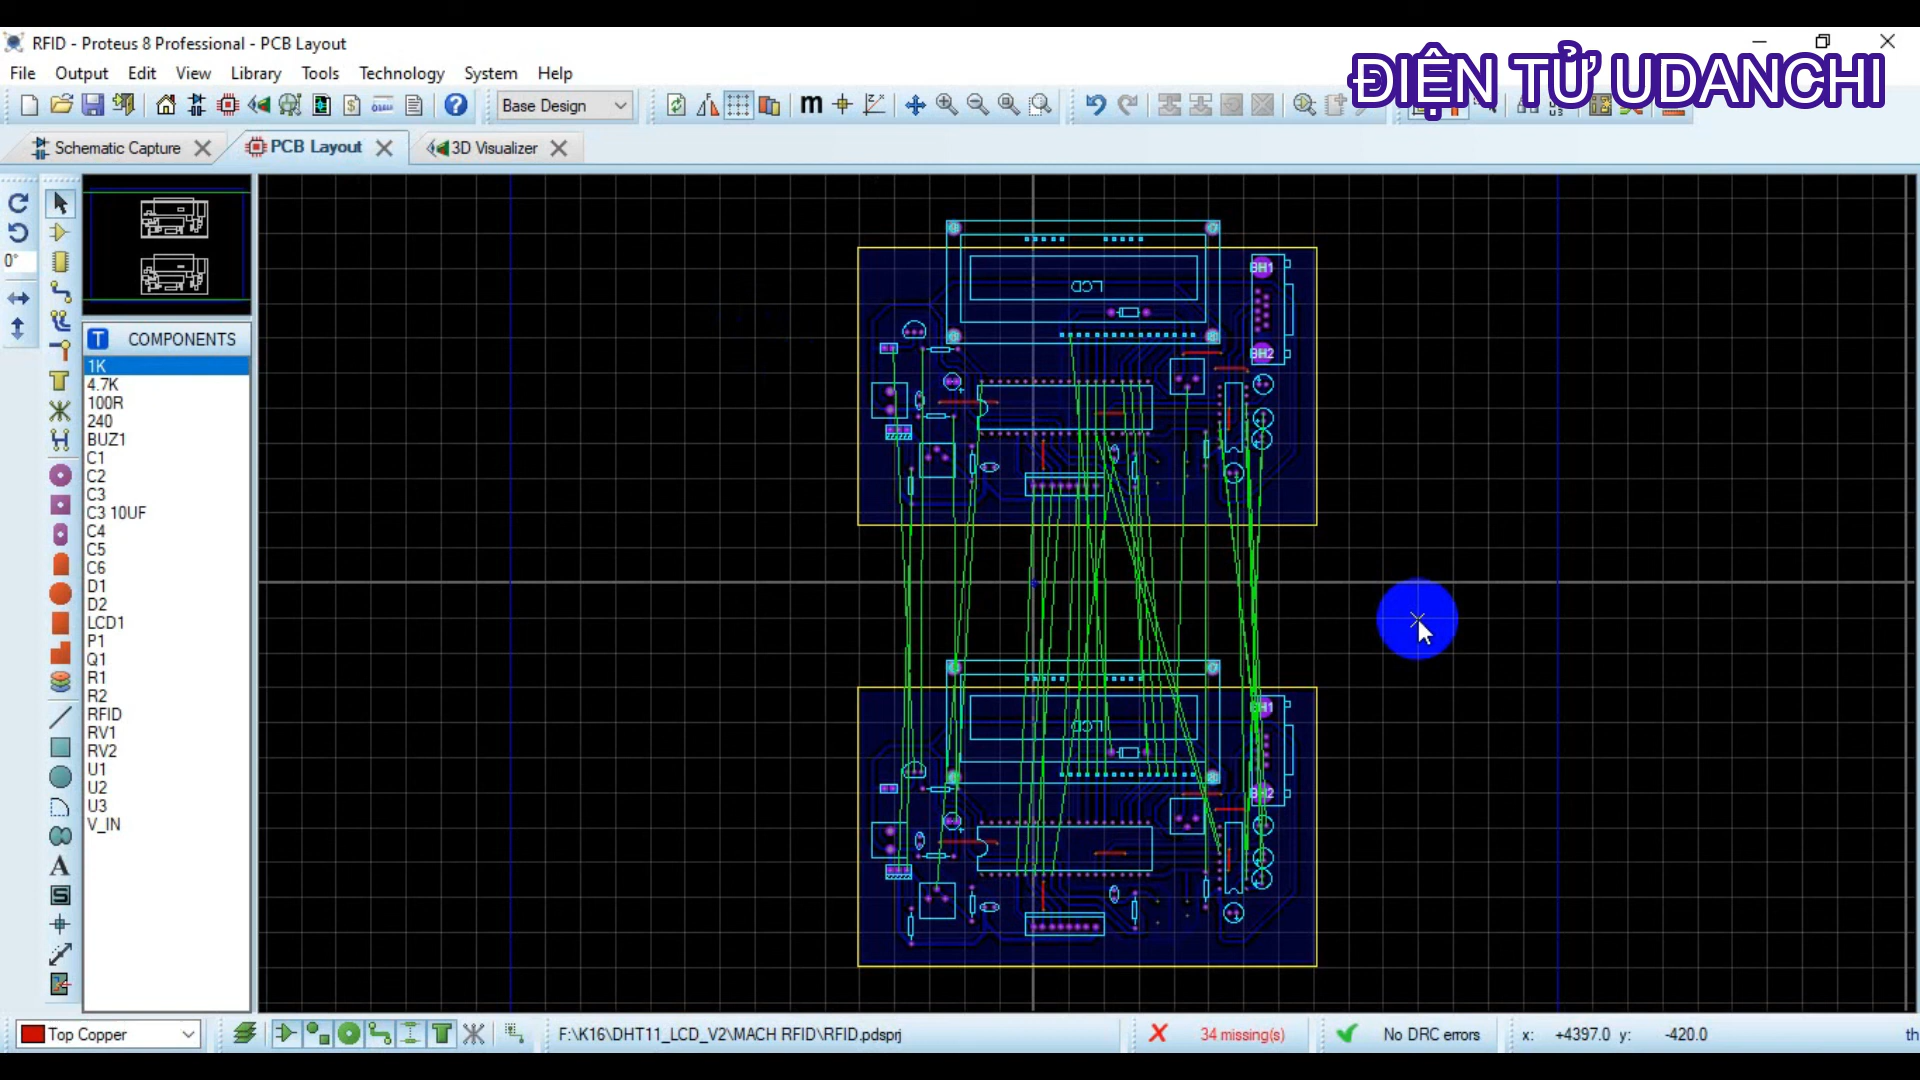 RFID - Proteus 8 Professional - PCB Layout
ĐIỆN TỬ UDANCHI
File Output Edit View Library Tools Technology System Help
Base Design
Schematic Capture
PCB Layout
3D Visualizer
0°
T COMPONENTS
1K
4.7K
100R
240
BUZ1
C1
C2
C3
C3 10UF
C4
C5
C6
D1
D2
LCD1
P1
Q1
R1
R2
RFID
RV1
RV2
U1
U2
U3
V_IN
LCD
BH1
BH2
LCD
BH1
BH2
Top Copper
F:\K16\DHT11_LCD_V2\MACH RFID\RFID.pdsprj
34 missing(s)
No DRC errors
x: +4397.0 y: -420.0
th